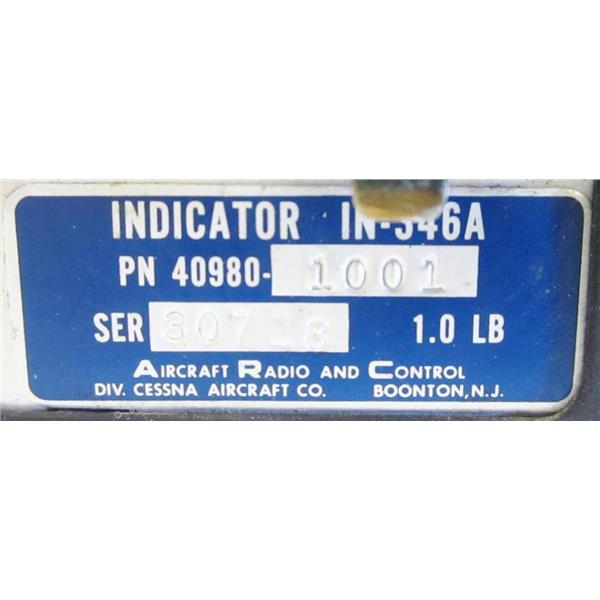 INDICATOR IN-346A
PN 40980-1001
SER 30718 1.0 LB
AIRCRAFT RADIO AND CONTROL
DIV. CESSNA AIRCRAFT CO. BOONTON, N.J.